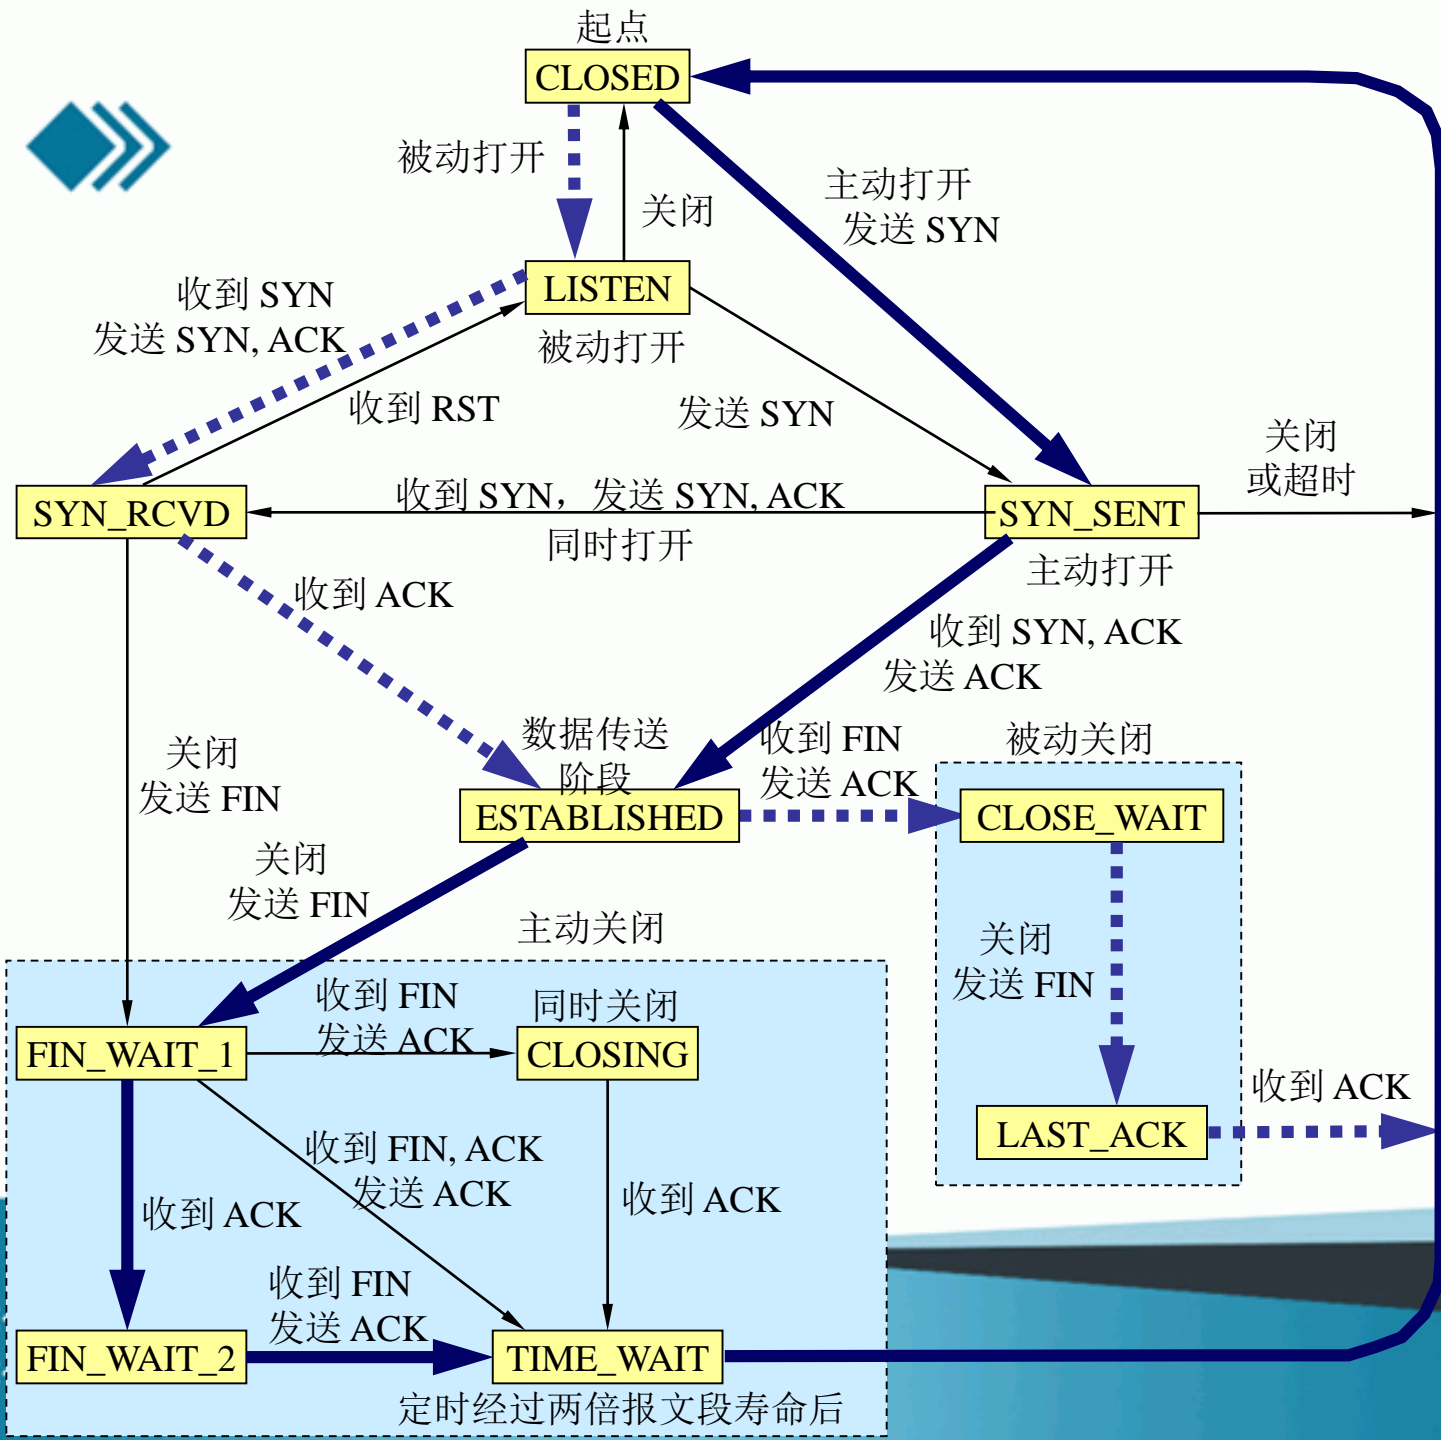 起点
CLOSED
被动打开
关闭
主动打开
发送 SYN
LISTEN
被动打开
收到 SYN
发送 SYN, ACK
收到 RST
发送 SYN
关闭
或超时
SYN_RCVD
收到 SYN，发送 SYN, ACK
同时打开
SYN_SENT
主动打开
收到 ACK
收到 SYN, ACK
发送 ACK
关闭
发送 FIN
数据传送
阶段
ESTABLISHED
收到 FIN
发送 ACK
被动关闭
CLOSE_WAIT
关闭
发送 FIN
主动关闭
关闭
发送 FIN
收到 FIN
发送 ACK
同时关闭
FIN_WAIT_1
CLOSING
LAST_ACK
收到 ACK
收到 FIN, ACK
发送 ACK
收到 ACK
收到 ACK
收到 FIN
发送 ACK
FIN_WAIT_2
TIME_WAIT
定时经过两倍报文段寿命后